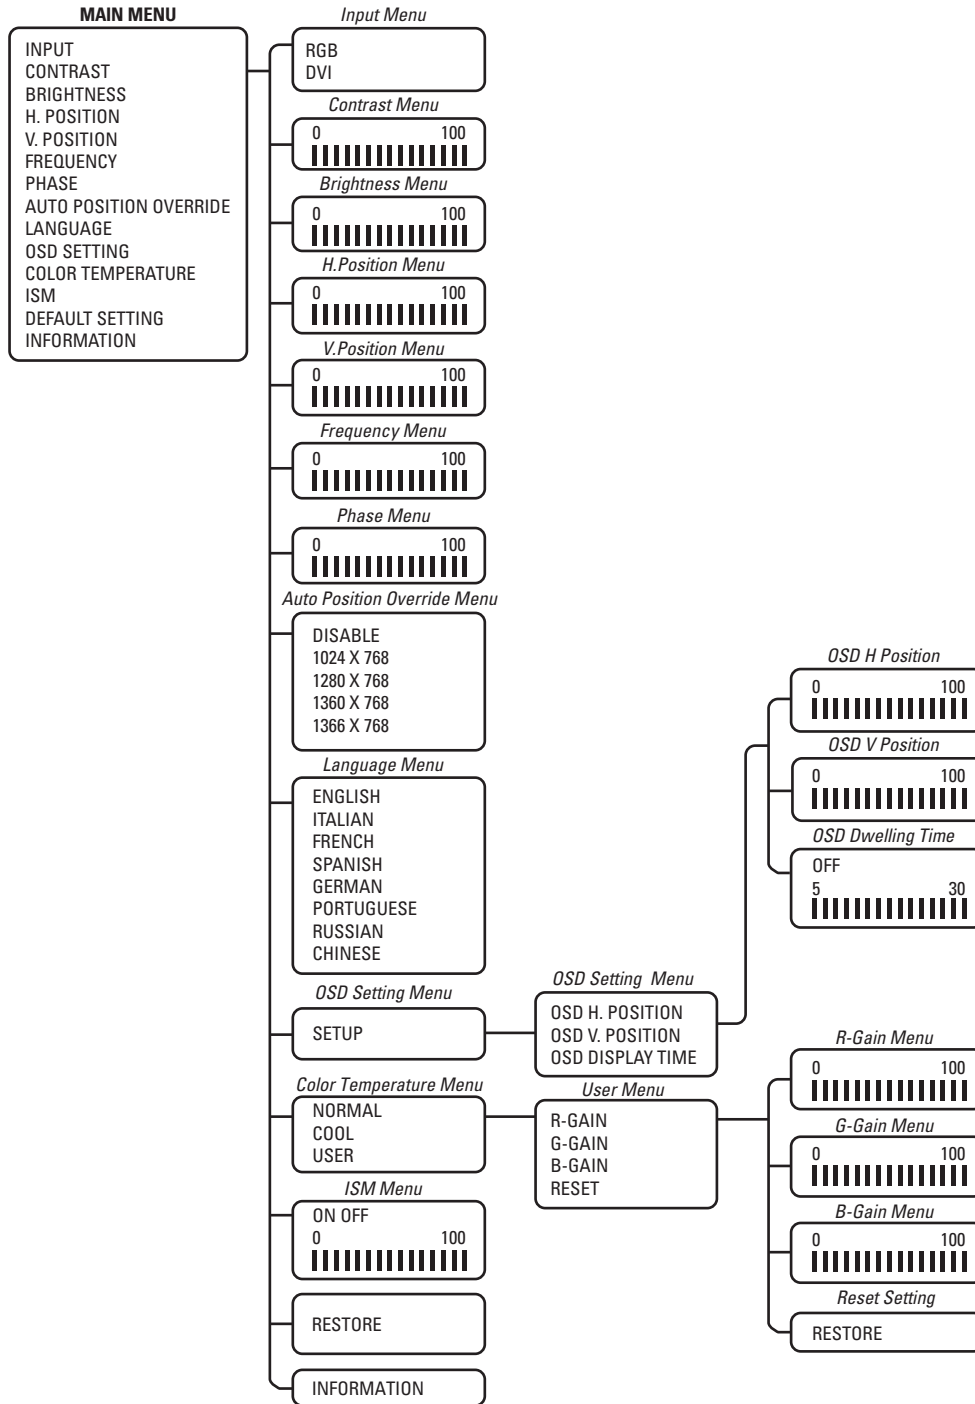 MAIN MENU
INPUT
CONTRAST
BRIGHTNESS
H. POSITION
V. POSITION
FREQUENCY
PHASE
AUTO POSITION OVERRIDE
LANGUAGE
OSD SETTING
COLOR TEMPERATURE
ISM
DEFAULT SETTING
INFORMATION
Input Menu
RGB
DVI
Contrast Menu
0 100
Brightness Menu
0 100
H.Position Menu
0 100
V.Position Menu
0 100
Frequency Menu
0 100
Phase Menu
0 100
Auto Position Override Menu
DISABLE
1024 X 768
1280 X 768
1360 X 768
1366 X 768
Language Menu
ENGLISH
ITALIAN
FRENCH
SPANISH
GERMAN
PORTUGUESE
RUSSIAN
CHINESE
OSD Setting Menu
SETUP
Color Temperature Menu
NORMAL
COOL
USER
ISM Menu
ON OFF
0 100
RESTORE
INFORMATION
OSD Setting Menu
OSD H. POSITION
OSD V. POSITION
OSD DISPLAY TIME
User Menu
R-GAIN
G-GAIN
B-GAIN
RESET
OSD H Position
0 100
OSD V Position
0 100
OSD Dwelling Time
OFF
5 30
R-Gain Menu
0 100
G-Gain Menu
0 100
B-Gain Menu
0 100
Reset Setting
RESTORE